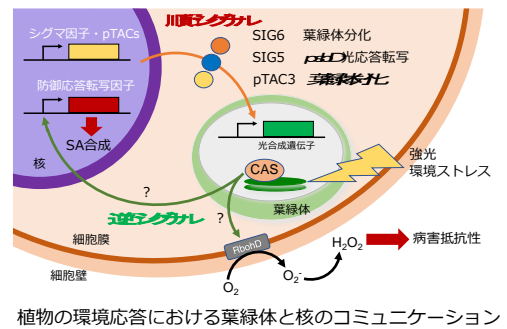 順シグナル
シグマ因子・pTACs
SIG6 葉緑体分化
SIG5 psbD光応答転写
pTAC3 葉緑体分化
防御応答転写因子
SA合成
核
光合成遺伝子
CAS
葉緑体
強光
環境ストレス
?
逆シグナル
?
細胞膜
細胞壁
RbohD
O2
O2-
H2O2
病害抵抗性
植物の環境応答における葉緑体と核のコミュニケーション